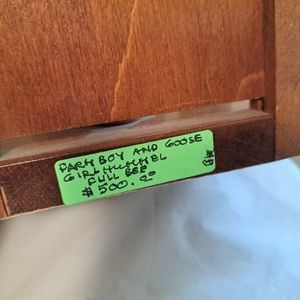 FARM BOY AND GOOSE
GIRL HUMMEL
FULL BEE
$500.00